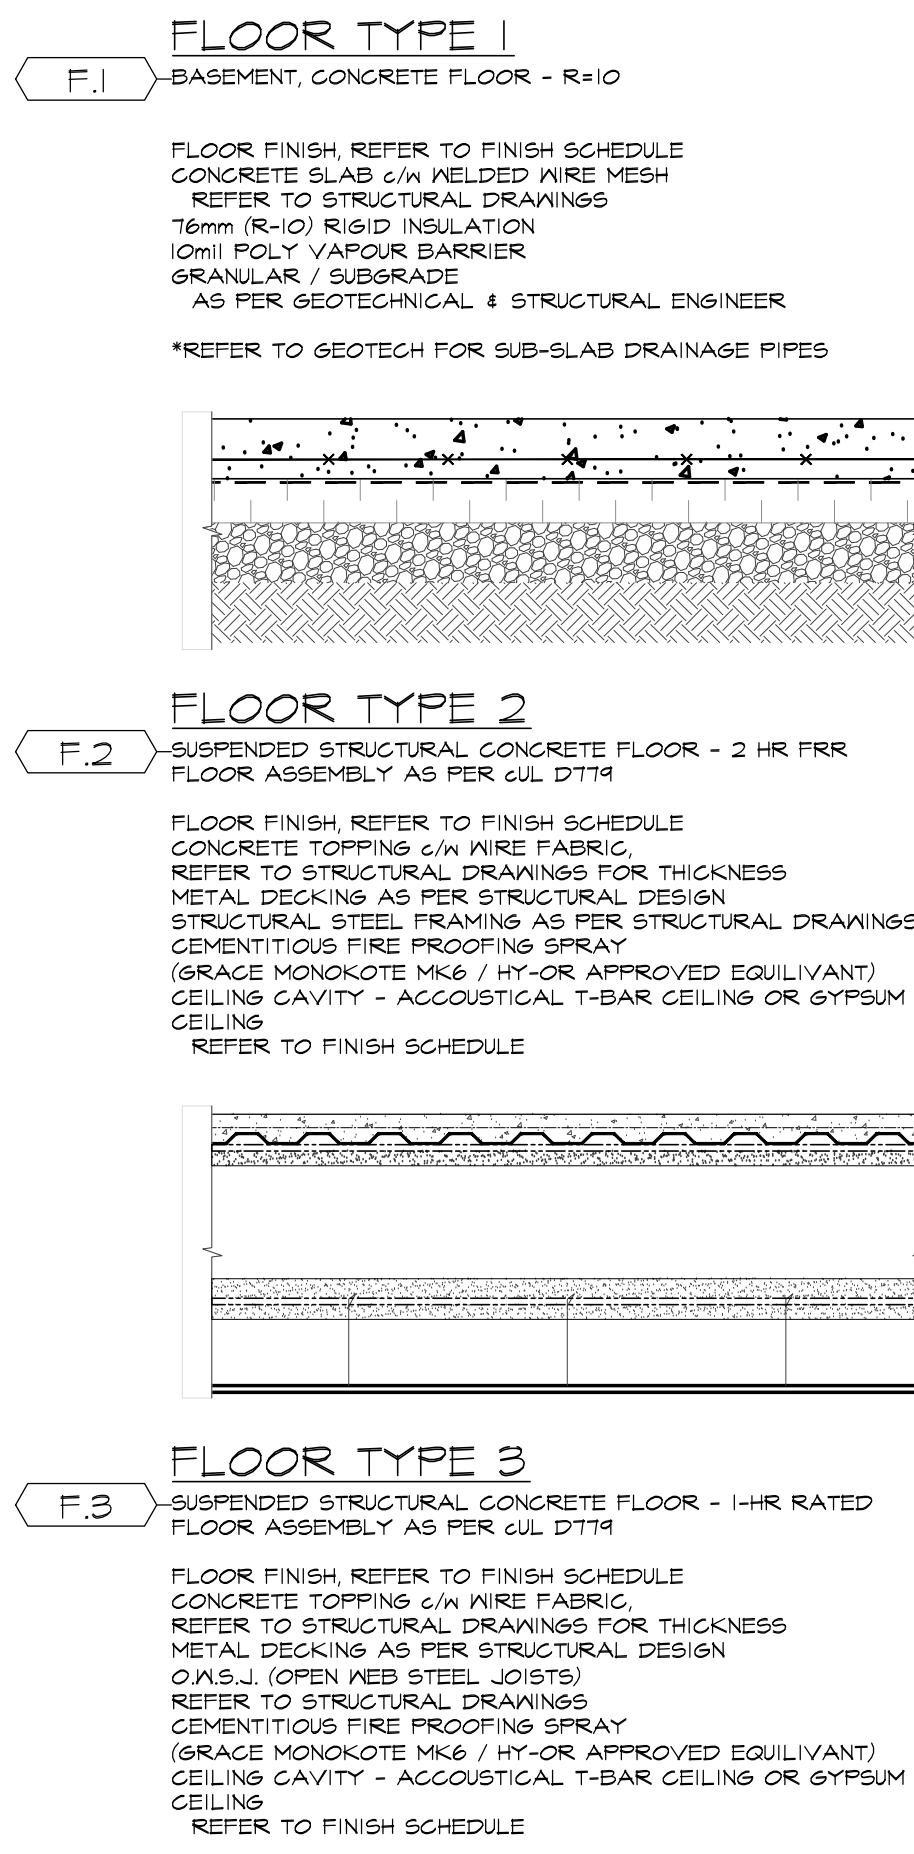 FLOOR TYPE 1
F.1
BASEMENT, CONCRETE FLOOR - R=10
FLOOR FINISH, REFER TO FINISH SCHEDULE
CONCRETE SLAB c/w WELDED WIRE MESH
REFER TO STRUCTURAL DRAWINGS
76mm (R-10) RIGID INSULATION
10mil POLY VAPOUR BARRIER
GRANULAR / SUBGRADE
AS PER GEOTECHNICAL & STRUCTURAL ENGINEER
*REFER TO GEOTECH FOR SUB-SLAB DRAINAGE PIPES
FLOOR TYPE 2
F.2
SUSPENDED STRUCTURAL CONCRETE FLOOR - 2 HR FRR
FLOOR ASSEMBLY AS PER cUL D779
FLOOR FINISH, REFER TO FINISH SCHEDULE
CONCRETE TOPPING c/w WIRE FABRIC,
REFER TO STRUCTURAL DRAWINGS FOR THICKNESS
METAL DECKING AS PER STRUCTURAL DESIGN
STRUCTURAL STEEL FRAMING AS PER STRUCTURAL DRAWINGS
CEMENTITIOUS FIRE PROOFING SPRAY
(GRACE MONOKOTE MK6 / HY-OR APPROVED EQUILIVANT)
CEILING CAVITY - ACCOUSTICAL T-BAR CEILING OR GYPSUM
CEILING
REFER TO FINISH SCHEDULE
FLOOR TYPE 3
F.3
SUSPENDED STRUCTURAL CONCRETE FLOOR - 1-HR RATED
FLOOR ASSEMBLY AS PER cUL D779
FLOOR FINISH, REFER TO FINISH SCHEDULE
CONCRETE TOPPING c/w WIRE FABRIC,
REFER TO STRUCTURAL DRAWINGS FOR THICKNESS
METAL DECKING AS PER STRUCTURAL DESIGN
O.W.S.J. (OPEN WEB STEEL JOISTS)
REFER TO STRUCTURAL DRAWINGS
CEMENTITIOUS FIRE PROOFING SPRAY
(GRACE MONOKOTE MK6 / HY-OR APPROVED EQUILIVANT)
CEILING CAVITY - ACCOUSTICAL T-BAR CEILING OR GYPSUM
CEILING
REFER TO FINISH SCHEDULE